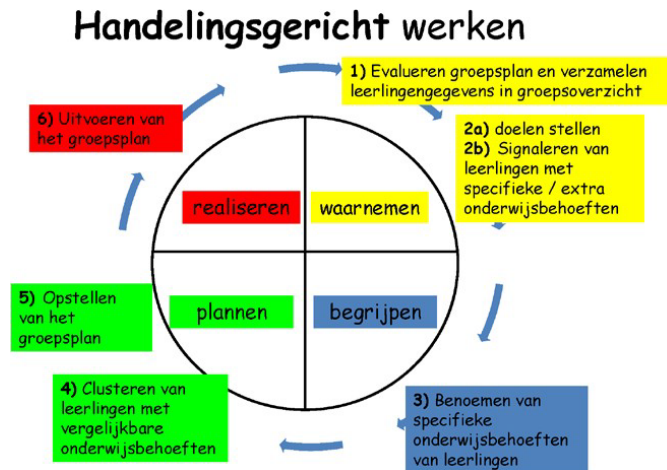 Handelingsgericht werken
1) Evalueren groepsplan en verzamelen
leerlingengegevens in groepsoverzicht
6) Uitvoeren van
het groepsplan
2a) doelen stellen
2b) Signaleren van
leerlingen met
specifieke / extra
onderwijsbehoeften
realiseren
waarnemen
plannen
begrijpen
5) Opstellen
van het
groepsplan
4) Clusteren van
leerlingen met
vergelijkbare
onderwijsbehoeften
3) Benoemen van
specifieke
onderwijsbehoeften
van leerlingen